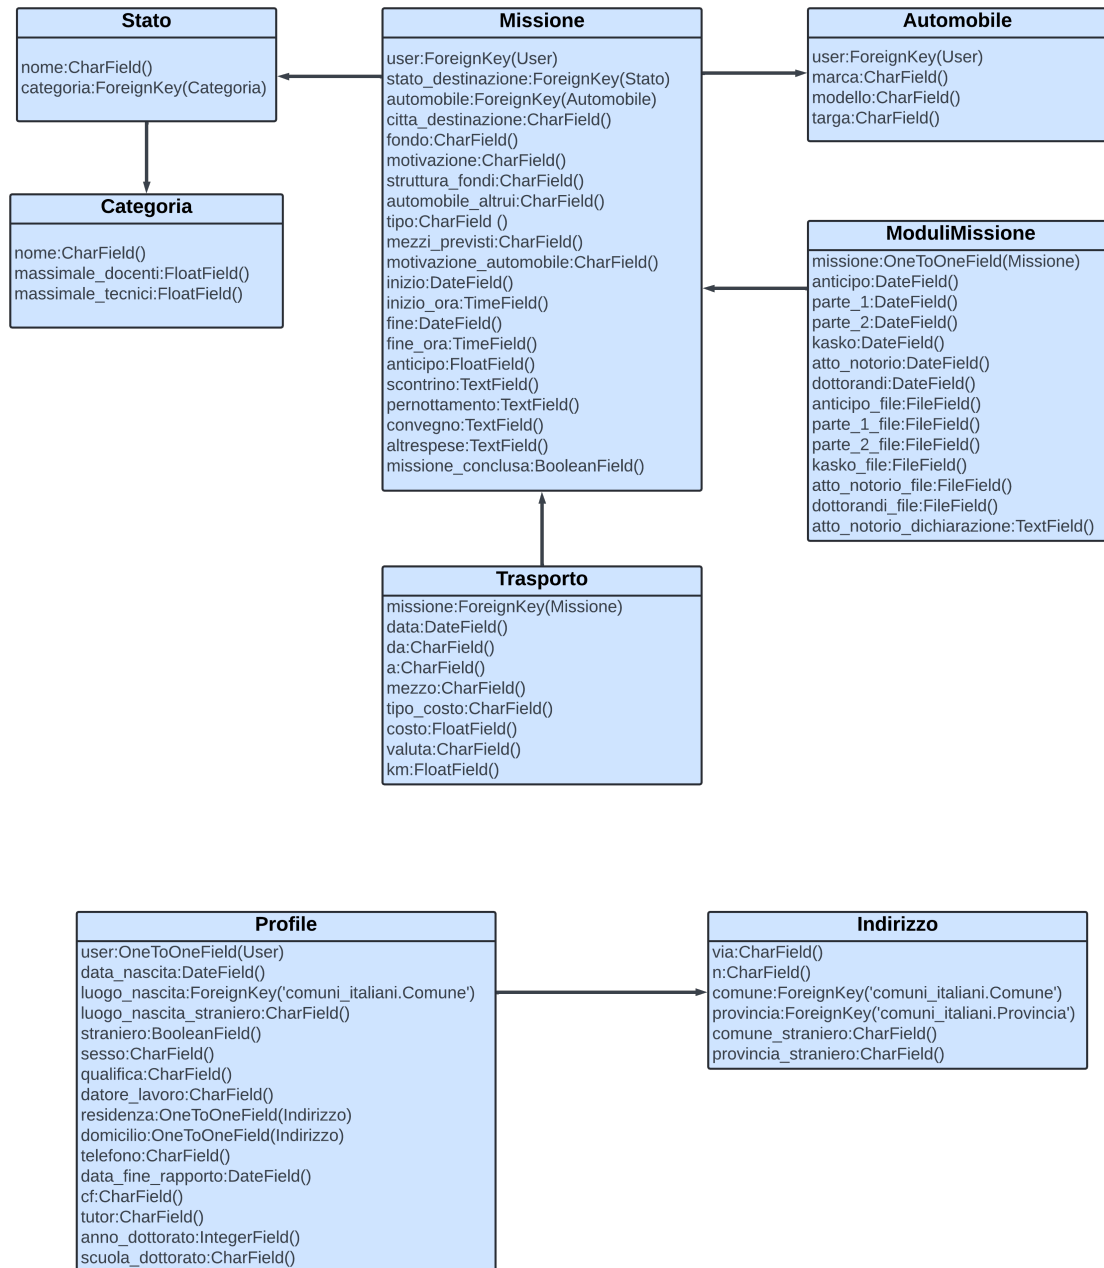 Stato
nome:CharField()
categoria:ForeignKey(Categoria)
Categoria
nome:CharField()
massimale_docenti:FloatField()
massimale_tecnici:FloatField()
Missione
user:ForeignKey(User)
stato_destinazione:ForeignKey(Stato)
automobile:ForeignKey(Automobile)
citta_destinazione:CharField()
fondo:CharField()
motivazione:CharField()
struttura_fondi:CharField()
automobile_altrui:CharField()
tipo:CharField ()
mezzi_previsti:CharField()
motivazione_automobile:CharField()
inizio:DateField()
inizio_ora:TimeField()
fine:DateField()
fine_ora:TimeField()
anticipo:FloatField()
scontrino:TextField()
pernottamento:TextField()
convegno:TextField()
altrespese:TextField()
missione_conclusa:BooleanField()
Automobile
user:ForeignKey(User)
marca:CharField()
modello:CharField()
targa:CharField()
ModuliMissione
missione:OneToOneField(Missione)
anticipo:DateField()
parte_1:DateField()
parte_2:DateField()
kasko:DateField()
atto_notorio:DateField()
dottorandi:DateField()
anticipo_file:FileField()
parte_1_file:FileField()
parte_2_file:FileField()
kasko_file:FileField()
atto_notorio_file:FileField()
dottorandi_file:FileField()
atto_notorio_dichiarazione:TextField()
Trasporto
missione:ForeignKey(Missione)
data:DateField()
da:CharField()
a:CharField()
mezzo:CharField()
tipo_costo:CharField()
costo:FloatField()
valuta:CharField()
km:FloatField()
Profile
user:OneToOneField(User)
data_nascita:DateField()
luogo_nascita:ForeignKey('comuni_italiani.Comune')
luogo_nascita_straniero:CharField()
straniero:BooleanField()
sesso:CharField()
qualifica:CharField()
datore_lavoro:CharField()
residenza:OneToOneField(Indirizzo)
domicilio:OneToOneField(Indirizzo)
telefono:CharField()
data_fine_rapporto:DateField()
cf:CharField()
tutor:CharField()
anno_dottorato:IntegerField()
scuola_dottorato:CharField()
Indirizzo
via:CharField()
n:CharField()
comune:ForeignKey('comuni_italiani.Comune')
provincia:ForeignKey('comuni_italiani.Provincia')
comune_straniero:CharField()
provincia_straniero:CharField()